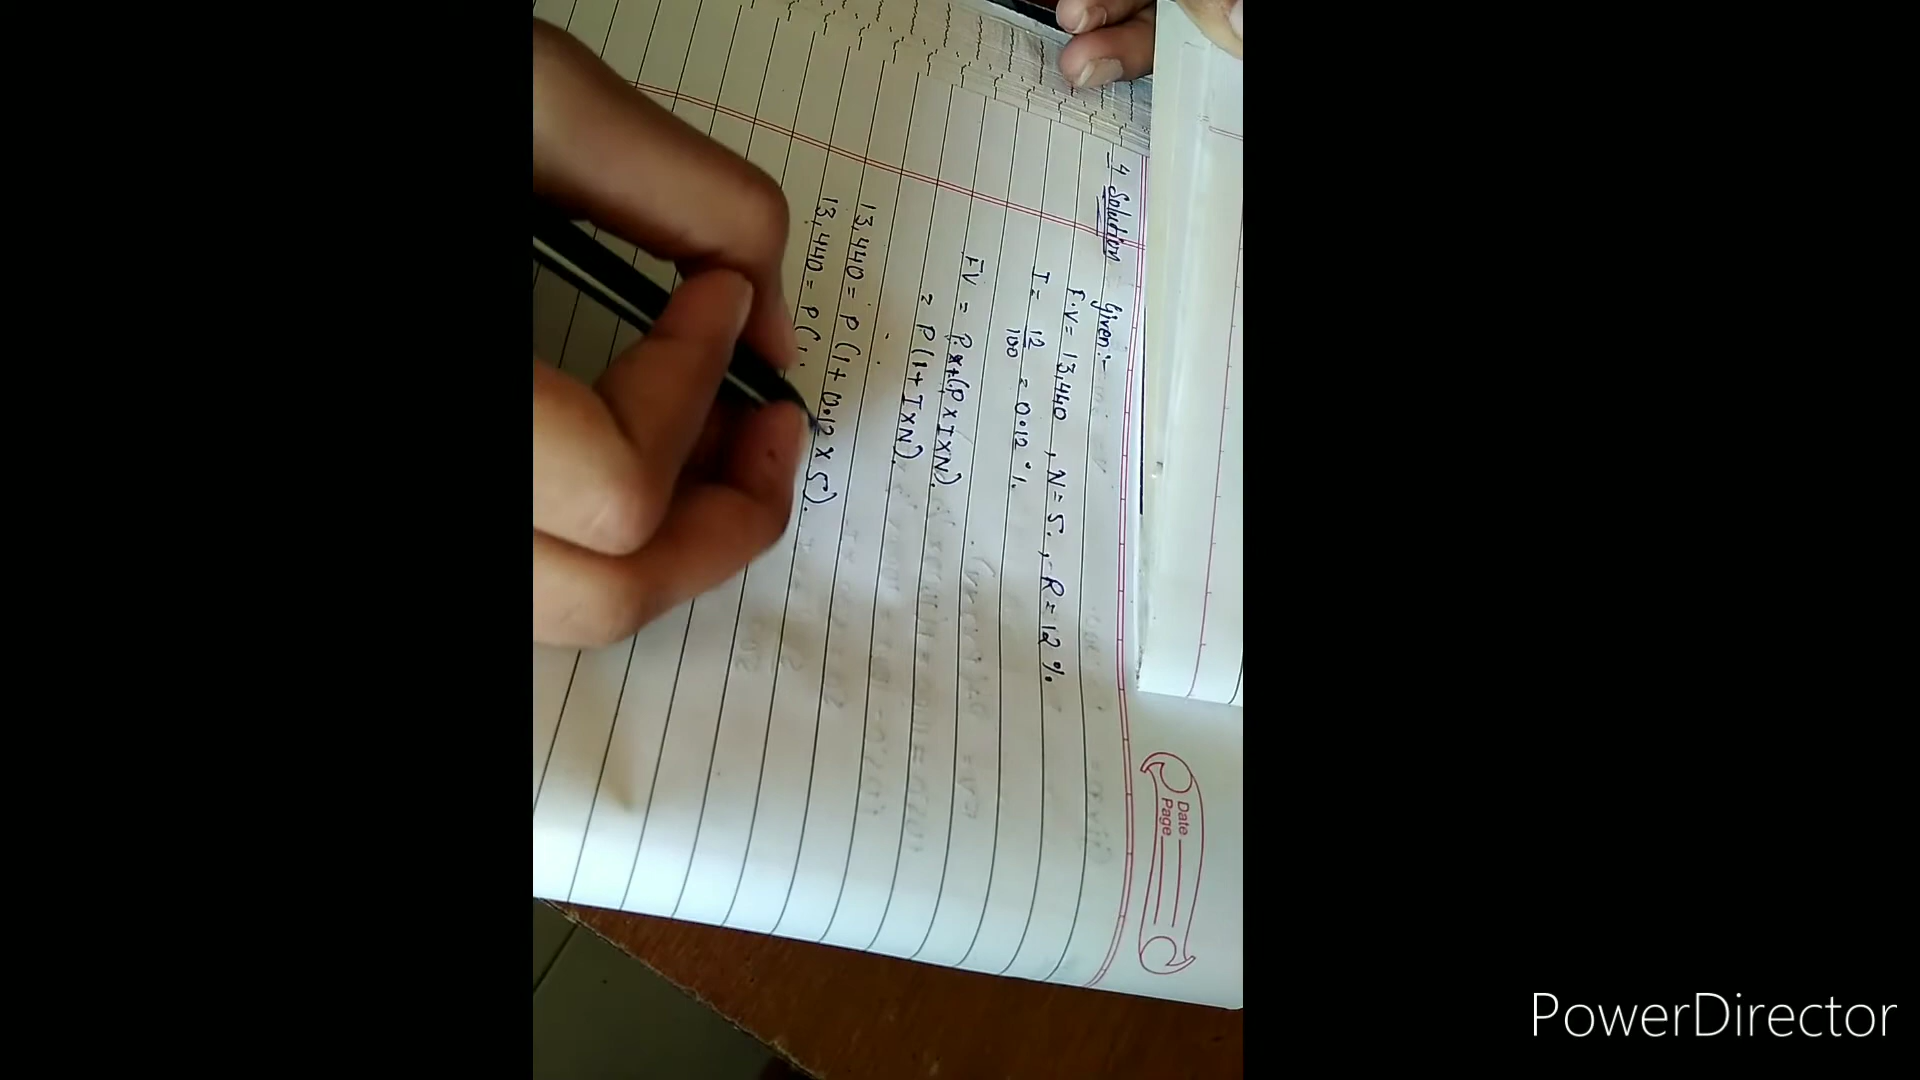 4 Solution
Given:-
F.V = 13,440 , N = 5. , R = 12 %
I = 12/100 = 0.12 %.
FV = P + (P X I X N).
= P (1 + I X N).
13,440 = P (1 + 0.12 X 5).
13,440 = P (1.
Date
Page
PowerDirector